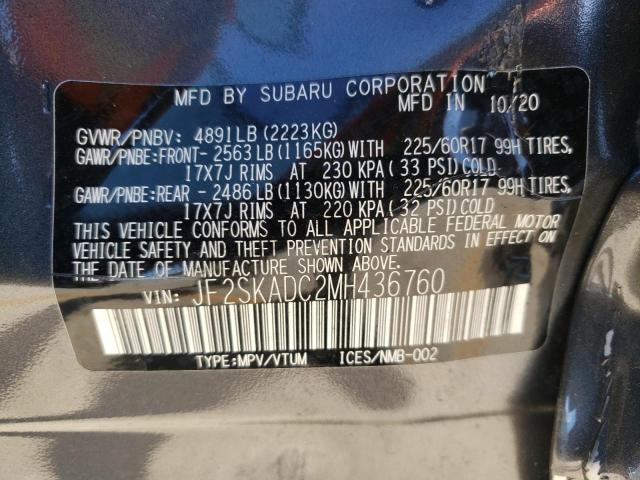 MFD BY SUBARU CORPORATION
MFD IN 10/20
GVWR/PNBV: 4891LB (2223KG)
GAWR/PNBE:FRONT- 2563LB (1165KG)WITH 225/60R17 99H TIRES,
17X7J RIMS AT 230 KPA (33 PSI)COLD
GAWR/PNBE:REAR - 2486LB (1130KG)WITH 225/60R17 99H TIRES,
17X7J RIMS AT 220 KPA (32 PSI)COLD
THIS VEHICLE CONFORMS TO ALL APPLICABLE FEDERAL MOTOR
VEHICLE SAFETY AND THEFT PREVENTION STANDARDS IN EFFECT ON
THE DATE OF MANUFACTURE SHOWN ABOVE.
VIN: JF2SKADC2MH436760
TYPE:MPV/VTUM ICES/NMB-002